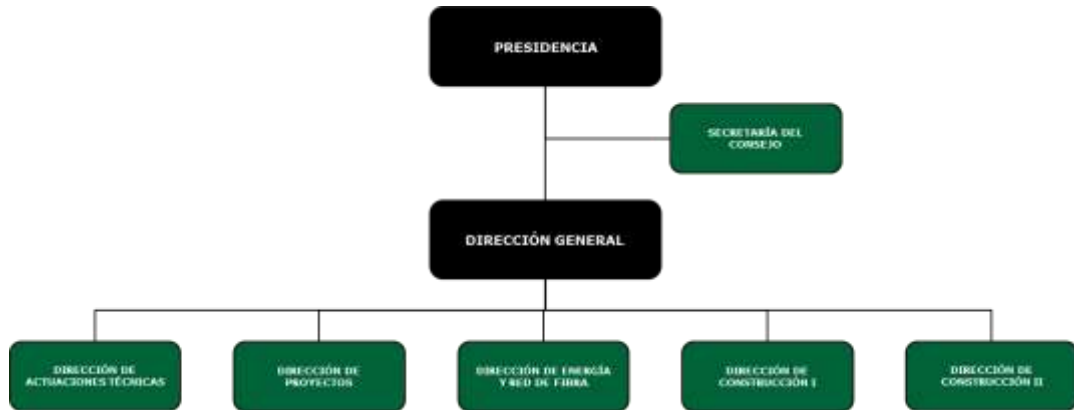 PRESIDENCIA
SECRETARÍA DEL
CONSEJO
DIRECCIÓN GENERAL
DIRECCIÓN DE
ACTUACIONES TÉCNICAS
DIRECCIÓN DE
PROYECTOS
DIRECCIÓN DE ENERGÍA
Y RED DE FIBRA
DIRECCIÓN DE
CONSTRUCCIÓN I
DIRECCIÓN DE
CONSTRUCCIÓN II